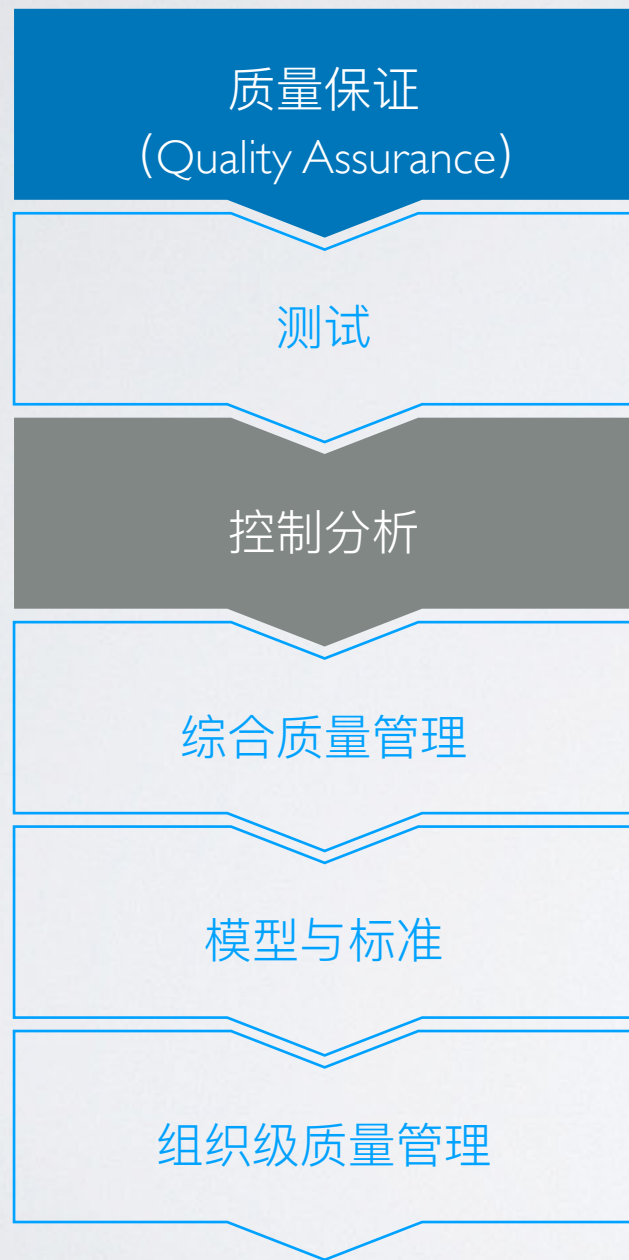 质量保证
（Quality Assurance）
测试
控制分析
综合质量管理
模型与标准
组织级质量管理